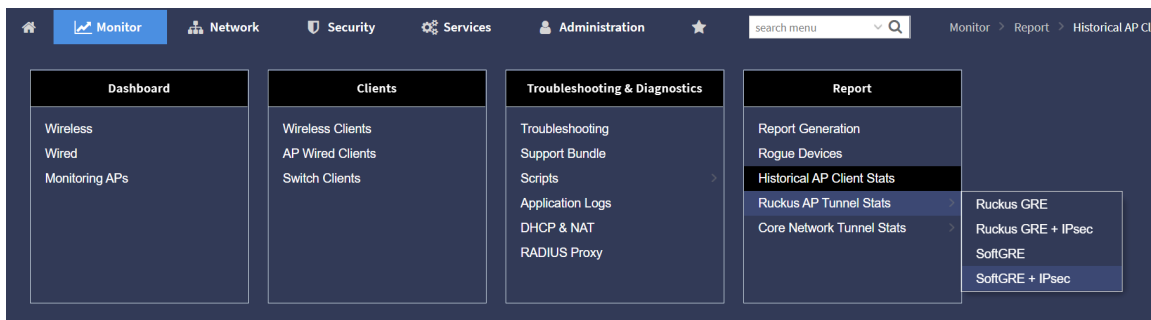 Monitor Network Security Services Administration search menu Monitor > Report > Historical AP Cl
Dashboard
Wireless
Wired
Monitoring APs
Clients
Wireless Clients
AP Wired Clients
Switch Clients
Troubleshooting & Diagnostics
Troubleshooting
Support Bundle
Scripts
Application Logs
DHCP & NAT
RADIUS Proxy
Report
Report Generation
Rogue Devices
Historical AP Client Stats
Ruckus AP Tunnel Stats
Core Network Tunnel Stats
Ruckus GRE
Ruckus GRE + IPsec
SoftGRE
SoftGRE + IPsec